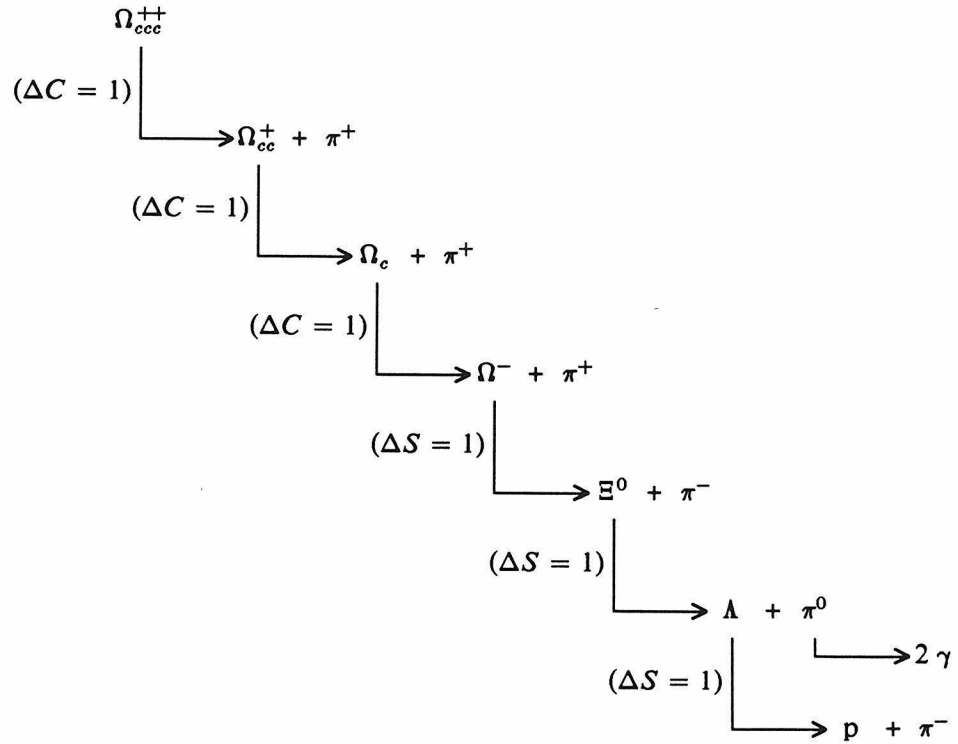 Ω_{ccc}^{++}
(ΔC = 1)
Ω_{cc}^{+} + π^{+}
(ΔC = 1)
Ω_{c} + π^{+}
(ΔC = 1)
Ω^{-} + π^{+}
(ΔS = 1)
Ξ^{0} + π^{-}
(ΔS = 1)
Λ + π^{0}
2 γ
(ΔS = 1)
p + π^{-}